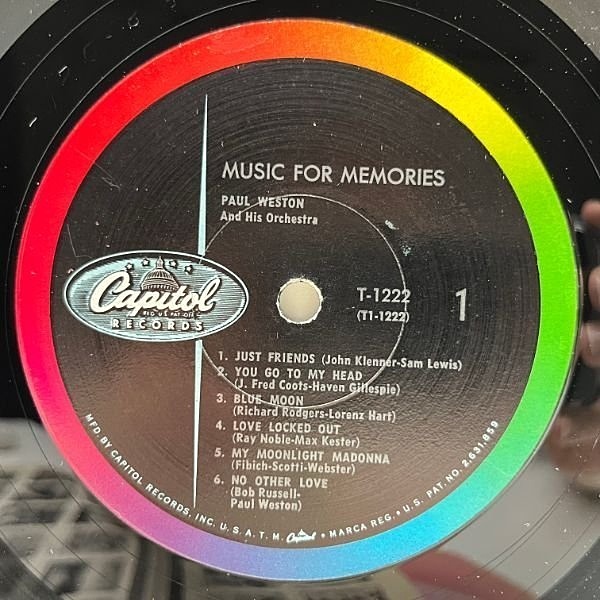 MUSIC FOR MEMORIES
PAUL WESTON
And His Orchestra
Capitol
REG. U.S. PAT. OFF.
RECORDS
T-1222
(T1-1222)
1
1. JUST FRIENDS (John Klenner-Sam Lewis)
2. YOU GO TO MY HEAD
(J. Fred Coots-Haven Gillespie)
3. BLUE MOON
(Richard Rodgers-Lorenz Hart)
4. LOVE LOCKED OUT
(Ray Noble-Max Kester)
5. MY MOONLIGHT MADONNA
(Fibich-Scotti-Webster)
6. NO OTHER LOVE
(Bob Russell-
Paul Weston)
MFD BY CAPITOL RECORDS, INC. U.S.A. T.M. Capitol • MARCA REG. • U.S. PAT. NO. 2,631,859